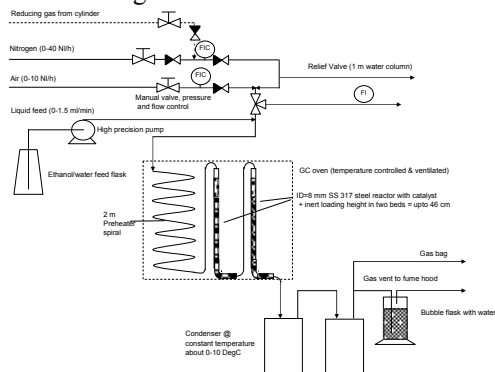 Reducing gas from cylinder
FIC
Nitrogen (0-40 Nl/h)
Relief Valve (1 m water column)
FIC
Air (0-10 Nl/h)
FI
Manual valve, pressure
and flow control
Liquid feed (0-1.5 ml/min)
High precision pump
Ethanol/water feed flask
GC oven (temperature controlled & ventilated)
ID=8 mm SS 317 steel reactor with catalyst
+ inert loading height in two beds = upto 46 cm
2 m
Preheater
spiral
Gas bag
Gas vent to fume hood
Bubble flask with water
Condenser @
constant temperature
about 0-10 DegC